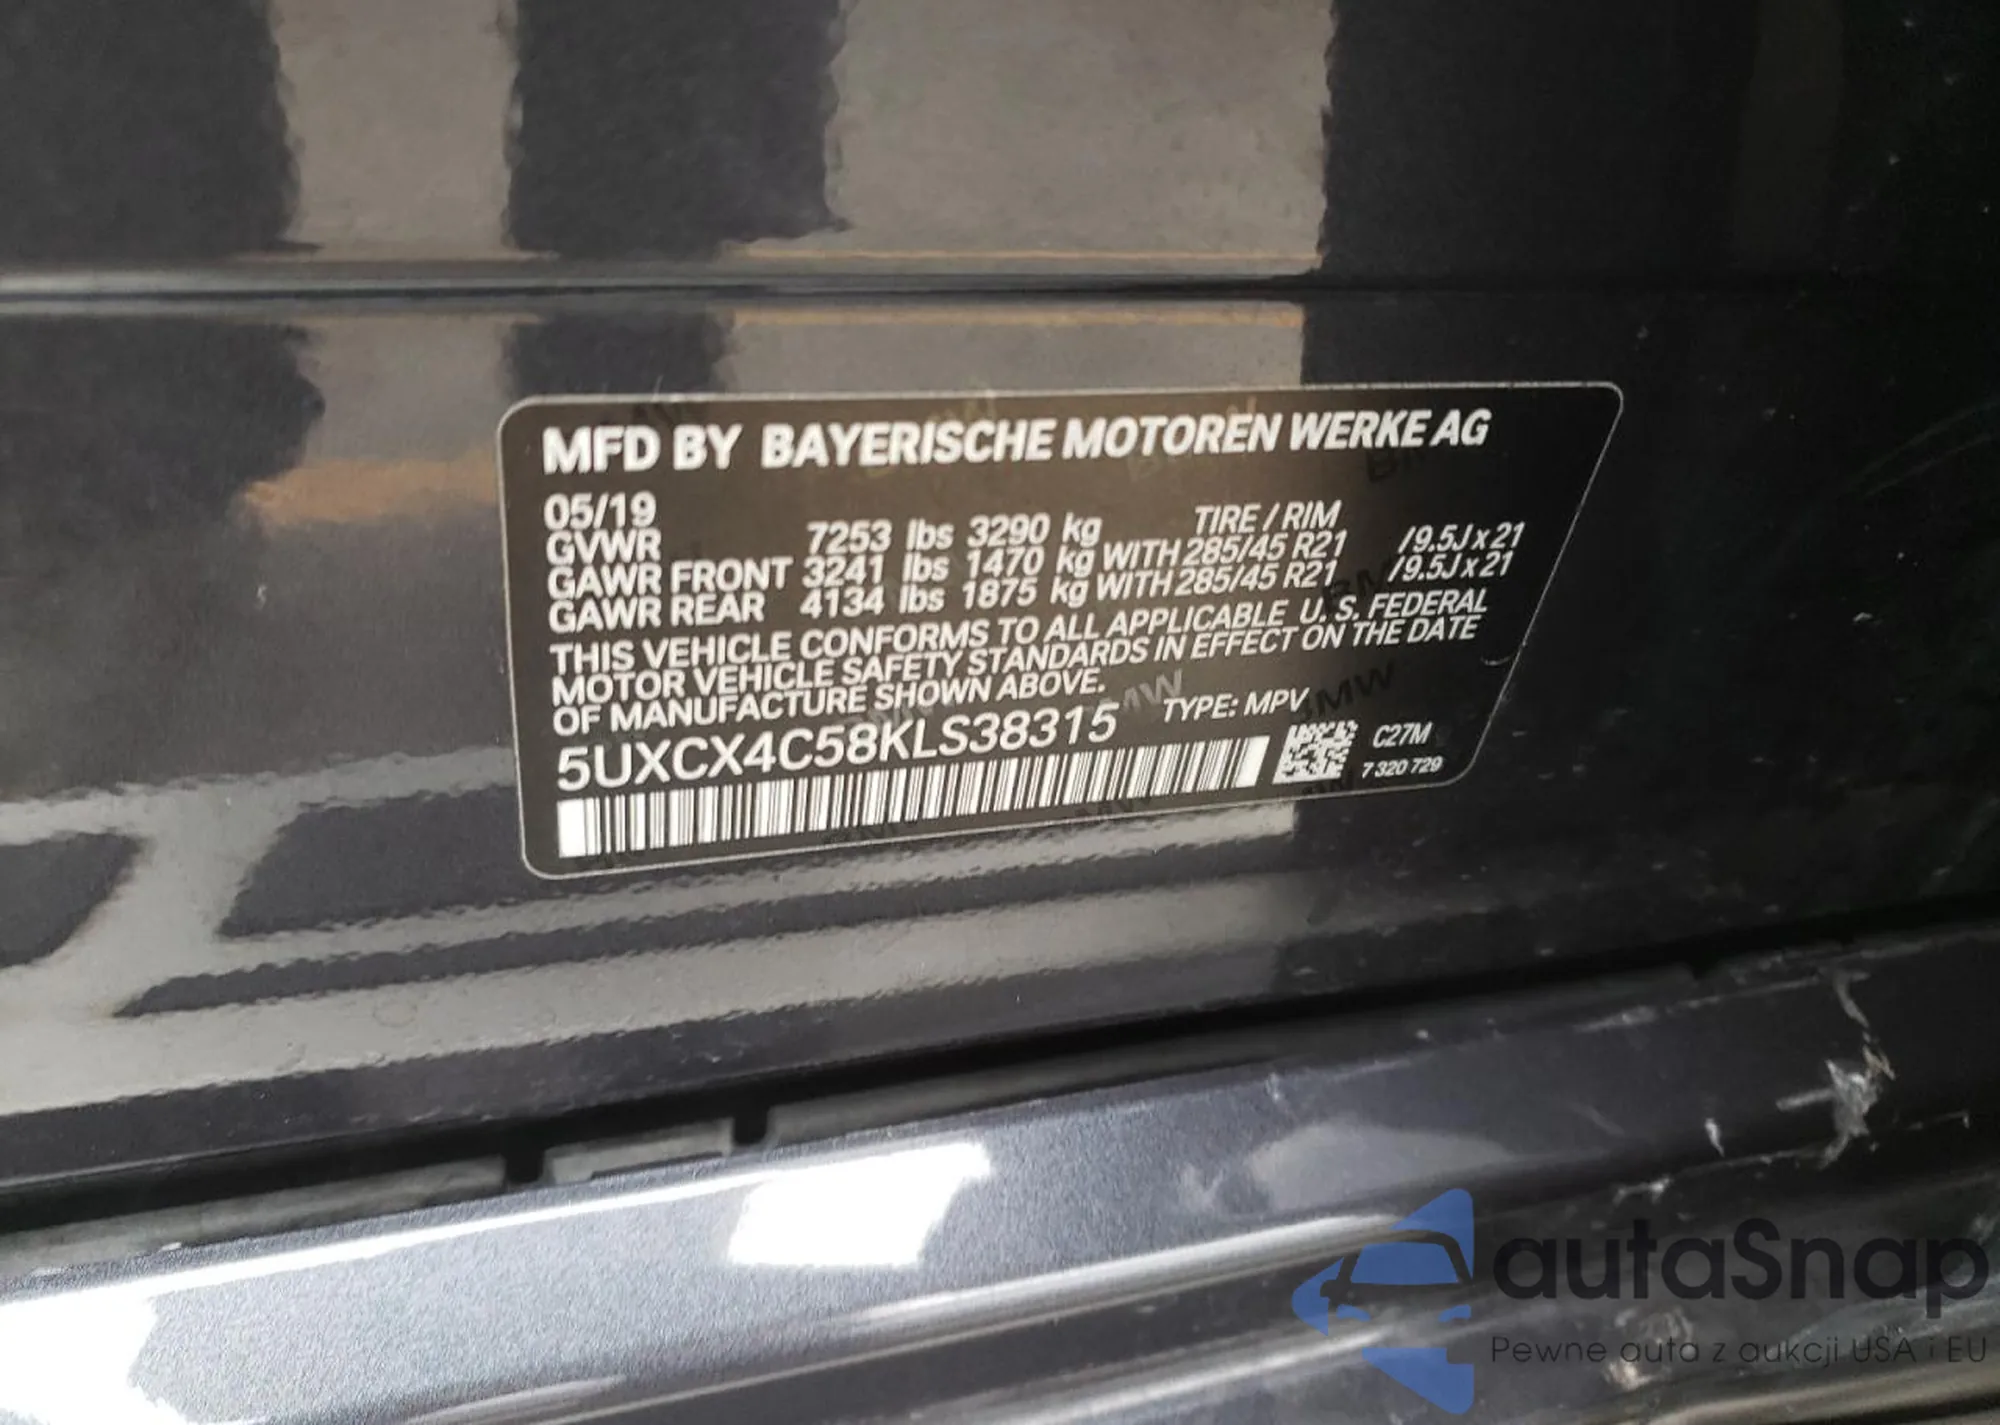 MFD BY BAYERISCHE MOTOREN WERKE AG
05/19 TIRE / RIM
GVWR 7253 lbs 3290 kg
GAWR FRONT 3241 lbs 1470 kg WITH 285/45 R21 /9.5J x 21
GAWR REAR 4134 lbs 1875 kg WITH 285/45 R21 /9.5J x 21
THIS VEHICLE CONFORMS TO ALL APPLICABLE U. S. FEDERAL
MOTOR VEHICLE SAFETY STANDARDS IN EFFECT ON THE DATE
OF MANUFACTURE SHOWN ABOVE.
5UXCX4C58KLS38315 TYPE: MPV
C27M
7 320 729
autaSnap
Pewne auta z aukcji USA i EU